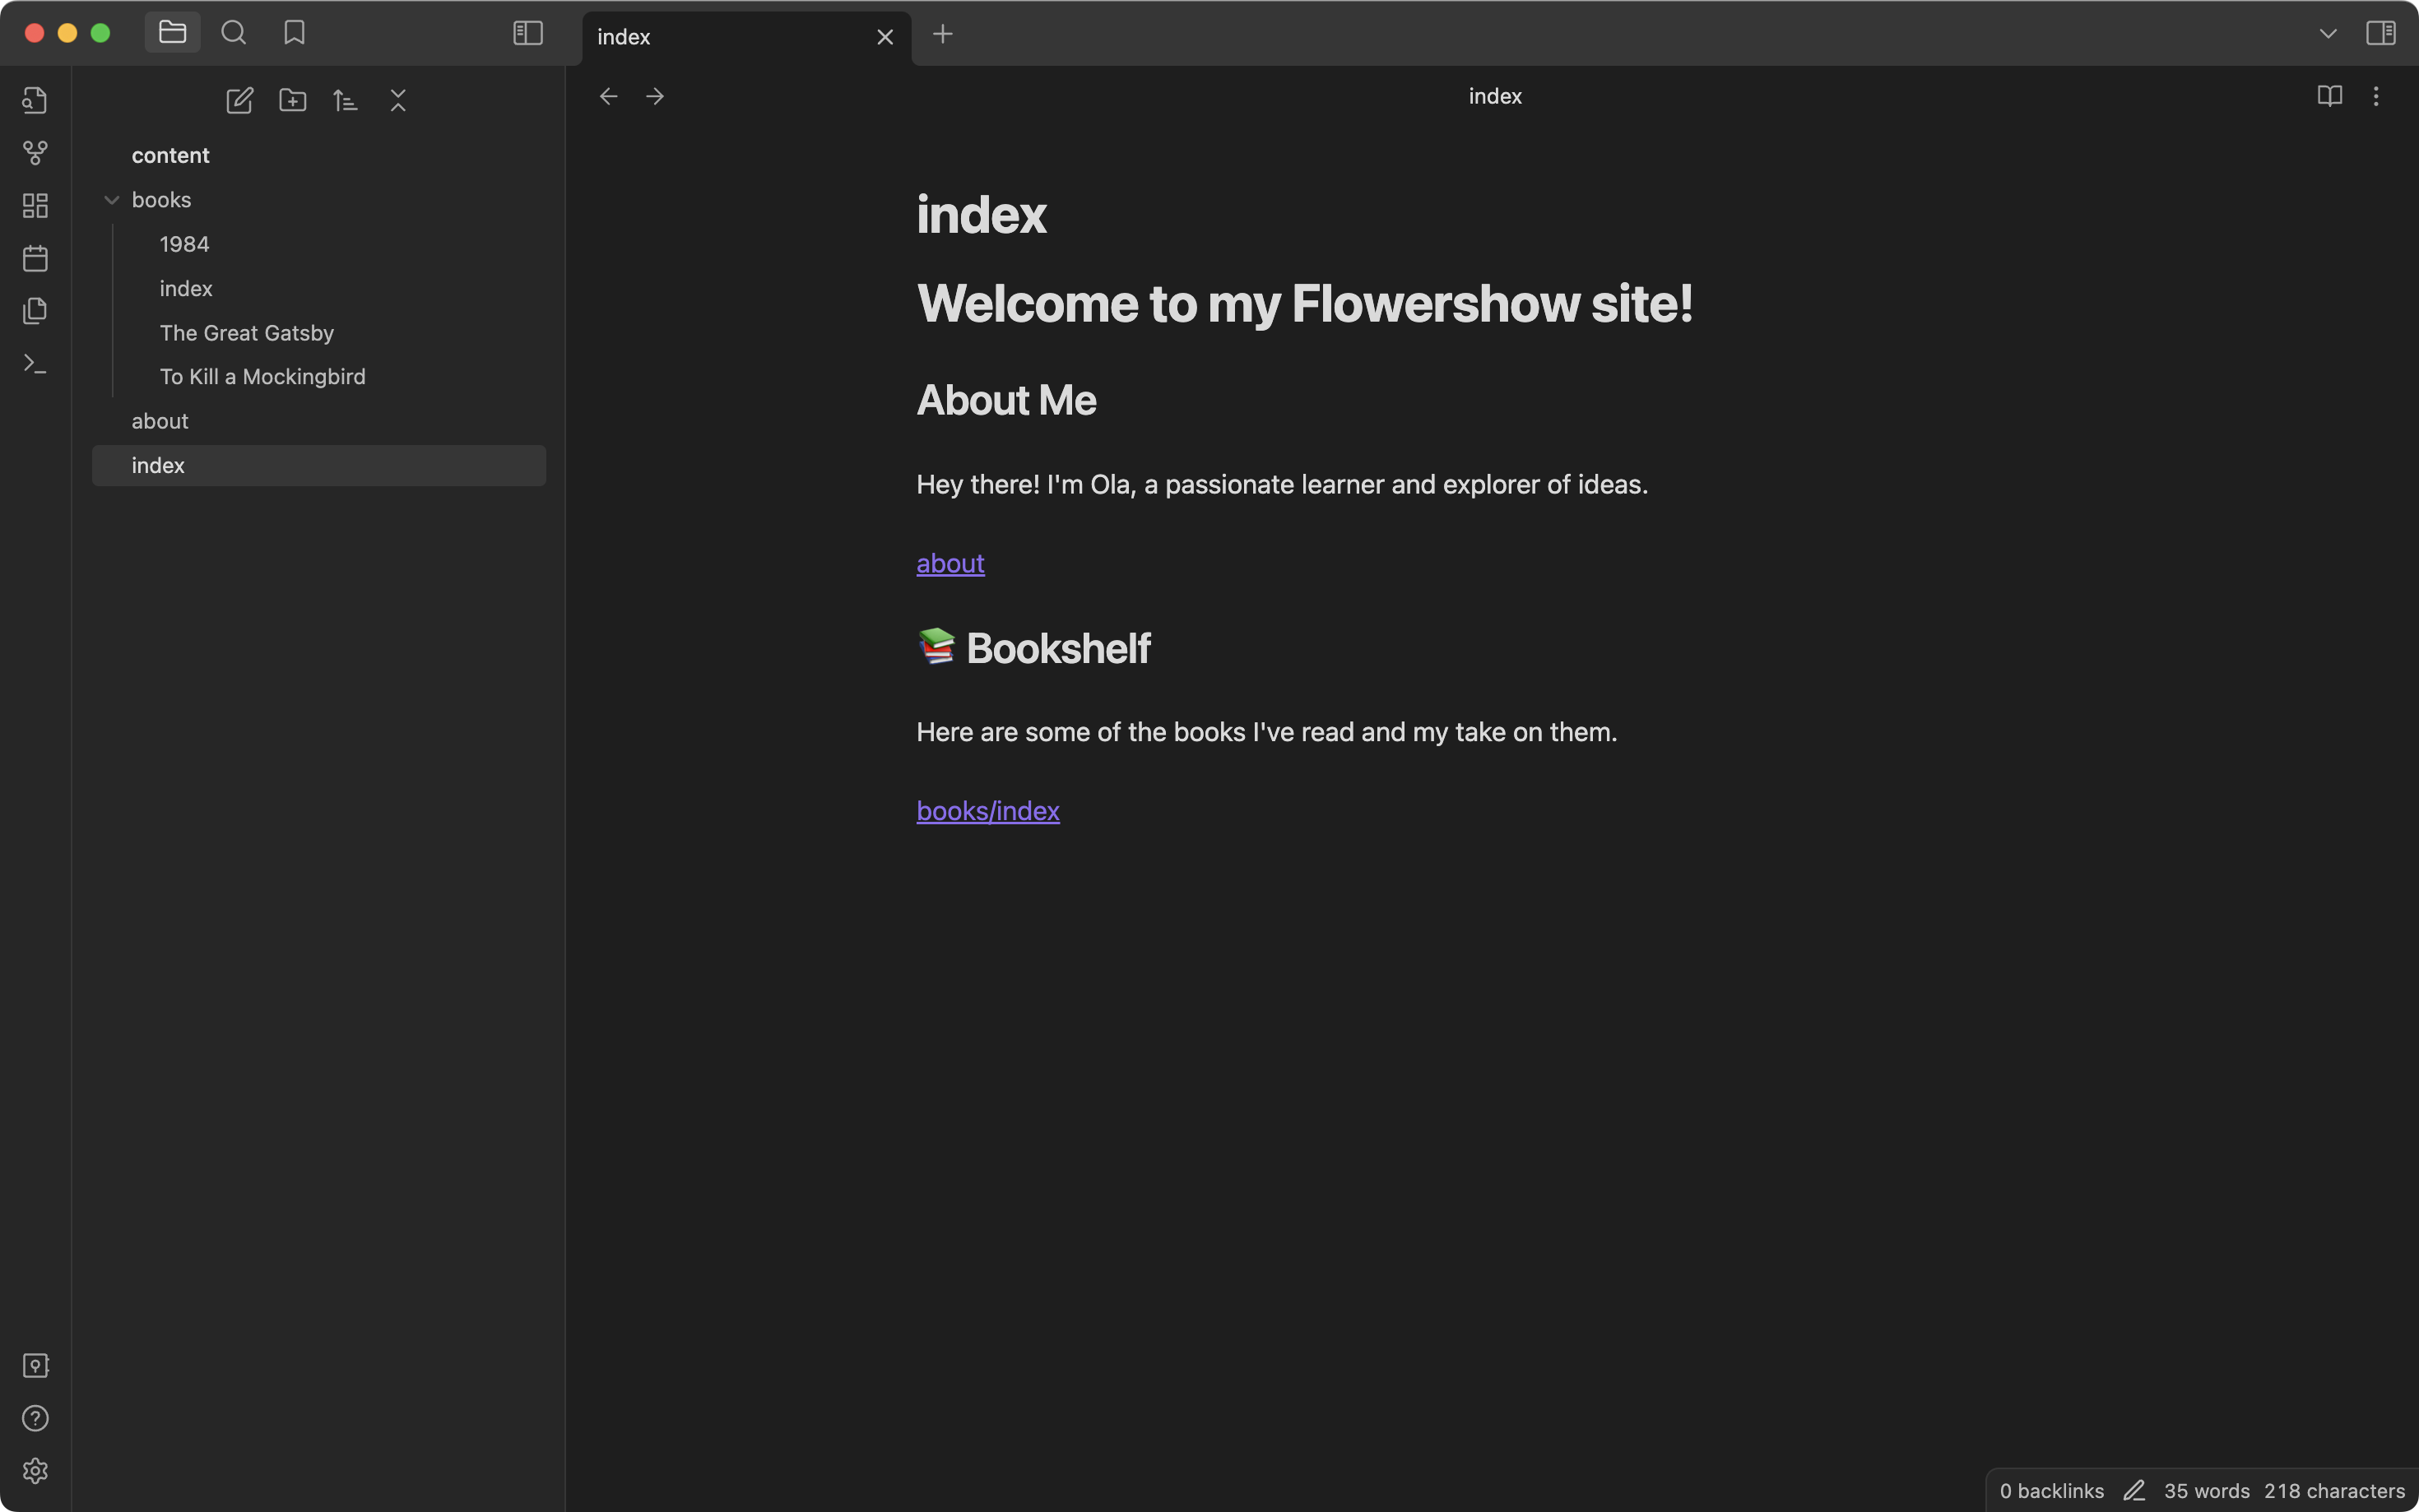 index
index
content
books
1984
index
The Great Gatsby
To Kill a Mockingbird
about
index
index
Welcome to my Flowershow site!
About Me
Hey there! I'm Ola, a passionate learner and explorer of ideas.
about
📚 Bookshelf
Here are some of the books I've read and my take on them.
books/index
0 backlinks 35 words 218 characters